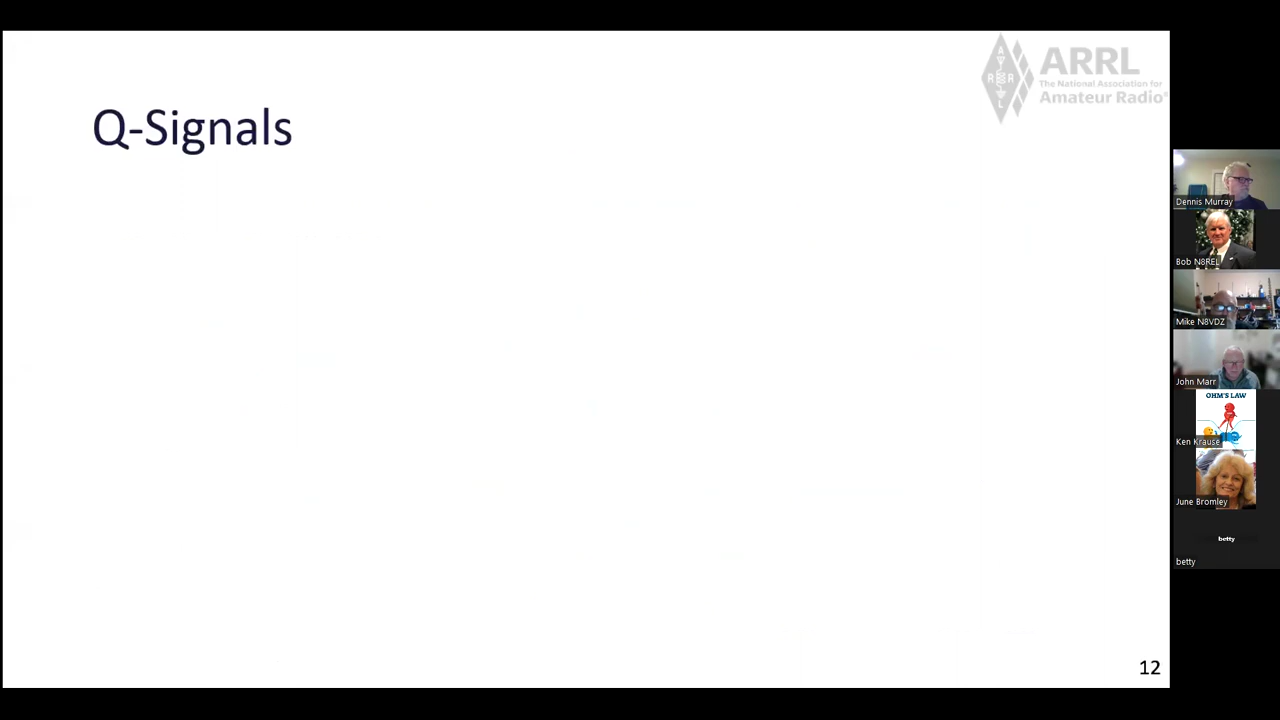 ARRL
The National Association for
Amateur Radio®
Q-Signals
Dennis Murray
Bob N8REL
Mike N8VDZ
John Marr
OHM'S LAW
Ken Krause
June Bromley
betty
betty
12